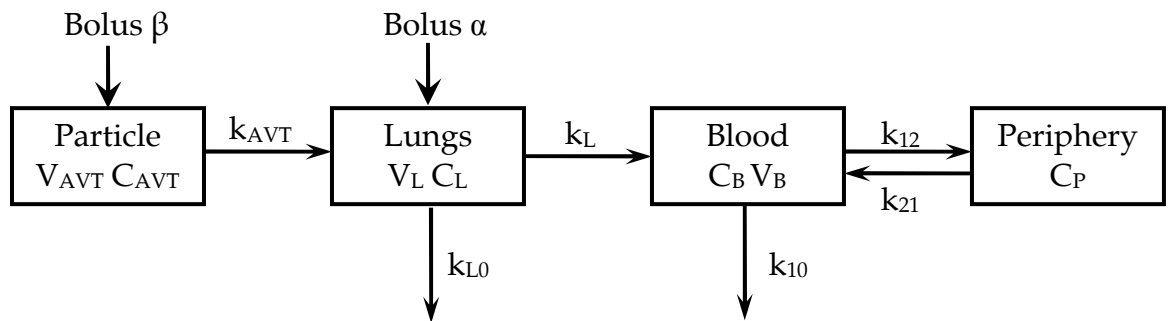 Bolus β
Bolus α
Particle
V_AVT C_AVT
k_AVT
Lungs
V_L C_L
k_L
Blood
C_B V_B
k_12
k_21
Periphery
C_P
k_L0
k_10